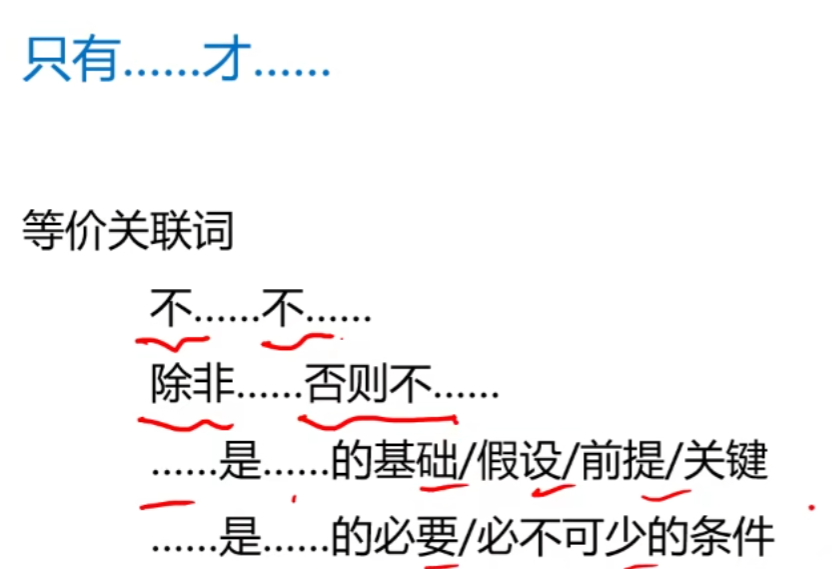 只有……才……
等价关联词
不……不……
除非……否则不……
……是……的基础/假设/前提/关键
……是……的必要/必不可少的条件